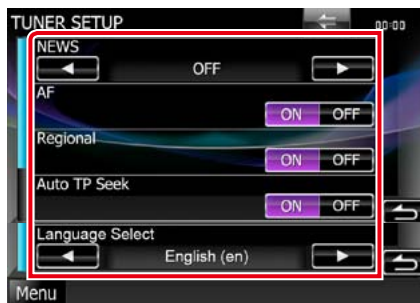 TUNER SETUP 00:00
NEWS
OFF
AF
ON OFF
Regional
ON OFF
Auto TP Seek
ON OFF
Language Select
English (en)
Menu